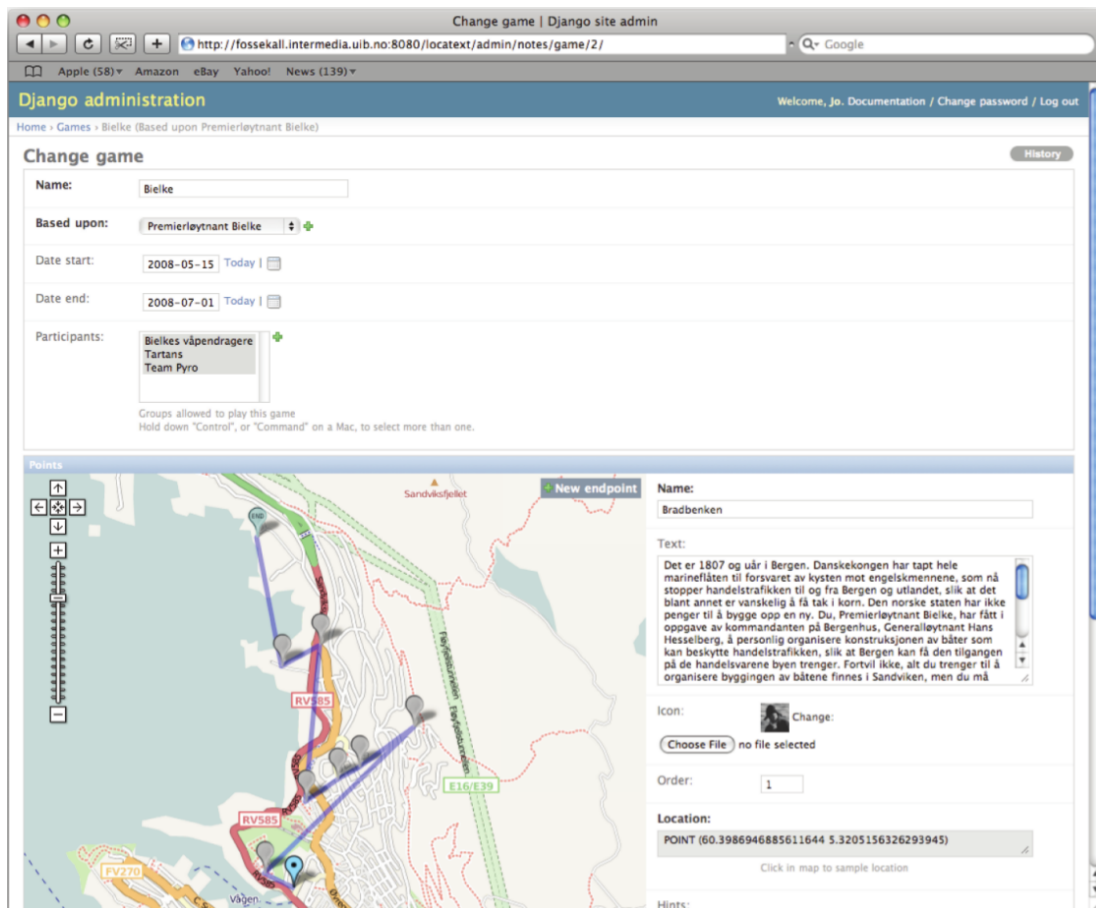 Change game | Django site admin
http://fossekall.intermedia.uib.no:8080/locatext/admin/notes/game/2/
Google
Apple (58) Amazon eBay Yahoo! News (139)
Django administration
Welcome, Jo. Documentation / Change password / Log out
Home › Games › Bielke (Based upon Premierløytnant Bielke)
Change game
History
Name:
Bielke
Based upon:
Premierløytnant Bielke
Date start:
2008-05-15 Today |
Date end:
2008-07-01 Today |
Participants:
Bielkes våpendragere
Tartans
Team Pyro
Groups allowed to play this game
Hold down "Control", or "Command" on a Mac, to select more than one.
Points
Sandviksfjellet
New endpoint
END
Fløyfjellstunnelen
Fløyfjellstunnelen
RV585
E16/E39
RV585
RV585
FV270
Vågen
Name:
Bradbenken
Text:
Det er 1807 og uår i Bergen. Danskekongen har tapt hele
marineflåten til forsvaret av kysten mot engelskmennene, som nå
stopper handelstrafikken til og fra Bergen og utlandet, slik at det
blant annet er vanskelig å få tak i korn. Den norske staten har ikke
penger til å bygge opp en ny. Du, Premierløytnant Bielke, har fått i
oppgave av kommandanten på Bergenhus, Generalløytnant Hans
Hesselberg, å personlig organisere konstruksjonen av båter som
kan beskytte handelstrafikken, slik at Bergen kan få den tilgangen
på de handelsvarene byen trenger. Fortvil ikke, alt du trenger til å
organisere byggingen av båtene finnes i Sandviken, men du må
Icon:
Change:
Choose File no file selected
Order:
1
Location:
POINT (60.3986946885611644 5.3205156326293945)
Click in map to sample location
Hints: